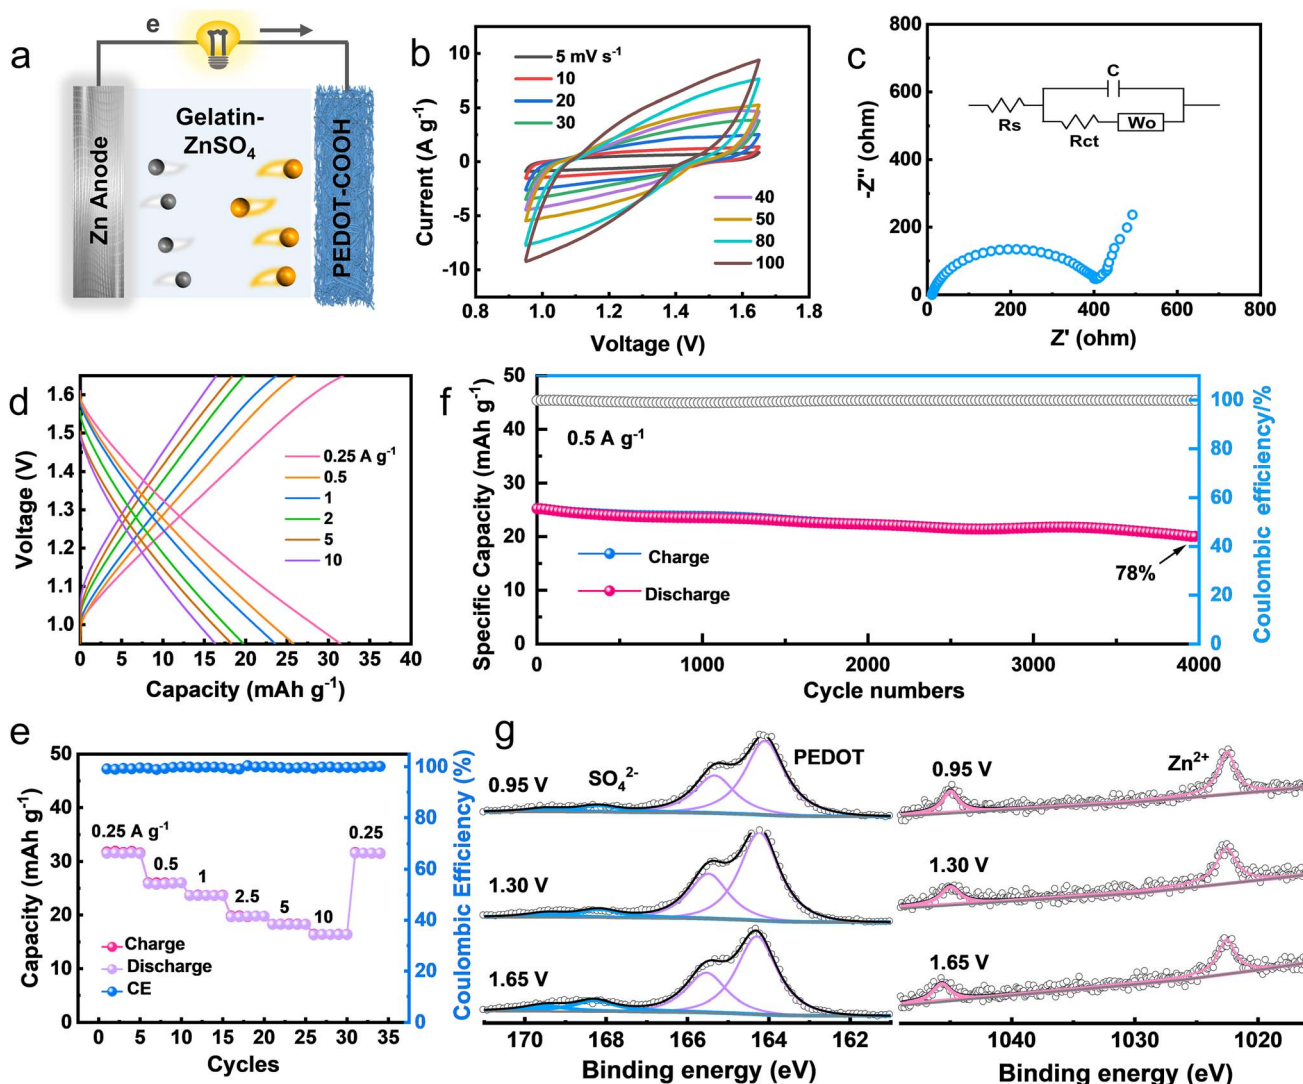 a
e
Zn Anode
Gelatin-
ZnSO4
PEDOT-COOH
b
Current (A g-1)
10
5
0
-5
-10
5 mV s-1
10
20
30
40
50
80
100
0.8
1.0
1.2
1.4
1.6
1.8
Voltage (V)
c
-Z'' (ohm)
800
600
400
200
0
C
Rs
Rct
Wo
0
200
400
600
800
Z' (ohm)
d
Voltage (V)
1.6
1.5
1.4
1.3
1.2
1.1
1.0
0.25 A g-1
0.5
1
2
5
10
0
5
10
15
20
25
30
35
40
Capacity (mAh g-1)
f
Specific Capacity (mAh g-1)
50
40
30
20
10
0
0.5 A g-1
Charge
Discharge
78%
100
80
60
40
20
0
Coulombic efficiency/%
0
1000
2000
3000
4000
Cycle numbers
e
Capacity (mAh g-1)
50
40
30
20
10
0
0.25 A g-1
0.5
1
2.5
5
10
0.25
Charge
Discharge
CE
100
80
60
40
20
0
Coulombic Efficiency (%)
0
5
10
15
20
25
30
35
Cycles
g
SO42-
PEDOT
0.95 V
1.30 V
1.65 V
170
168
166
164
162
Binding energy (eV)
Zn2+
0.95 V
1.30 V
1.65 V
1040
1030
1020
Binding energy (eV)